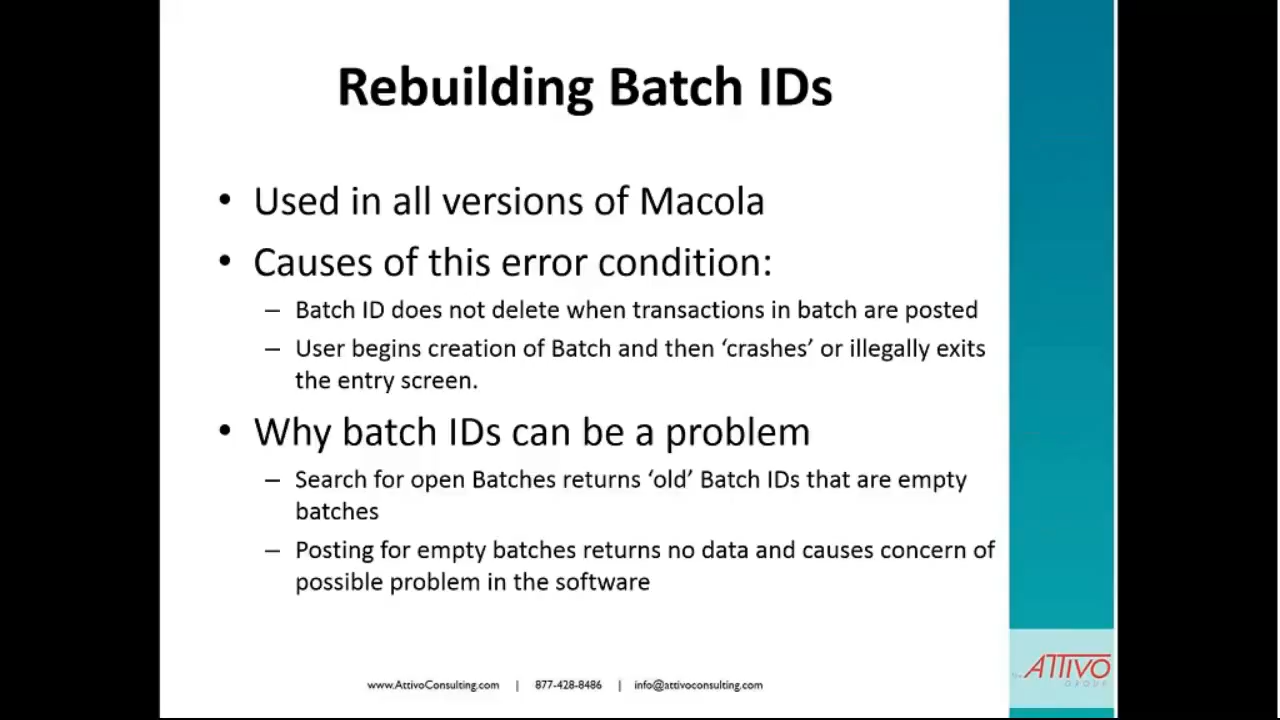 Rebuilding Batch IDs
• Used in all versions of Macola
• Causes of this error condition:
– Batch ID does not delete when transactions in batch are posted
– User begins creation of Batch and then ‘crashes’ or illegally exits
the entry screen.
• Why batch IDs can be a problem
– Search for open Batches returns ‘old’ Batch IDs that are empty
batches
– Posting for empty batches returns no data and causes concern of
possible problem in the software
www.AttivoConsulting.com | 877-428-8486 | info@attivoconsulting.com
ATTIVO
GROUP